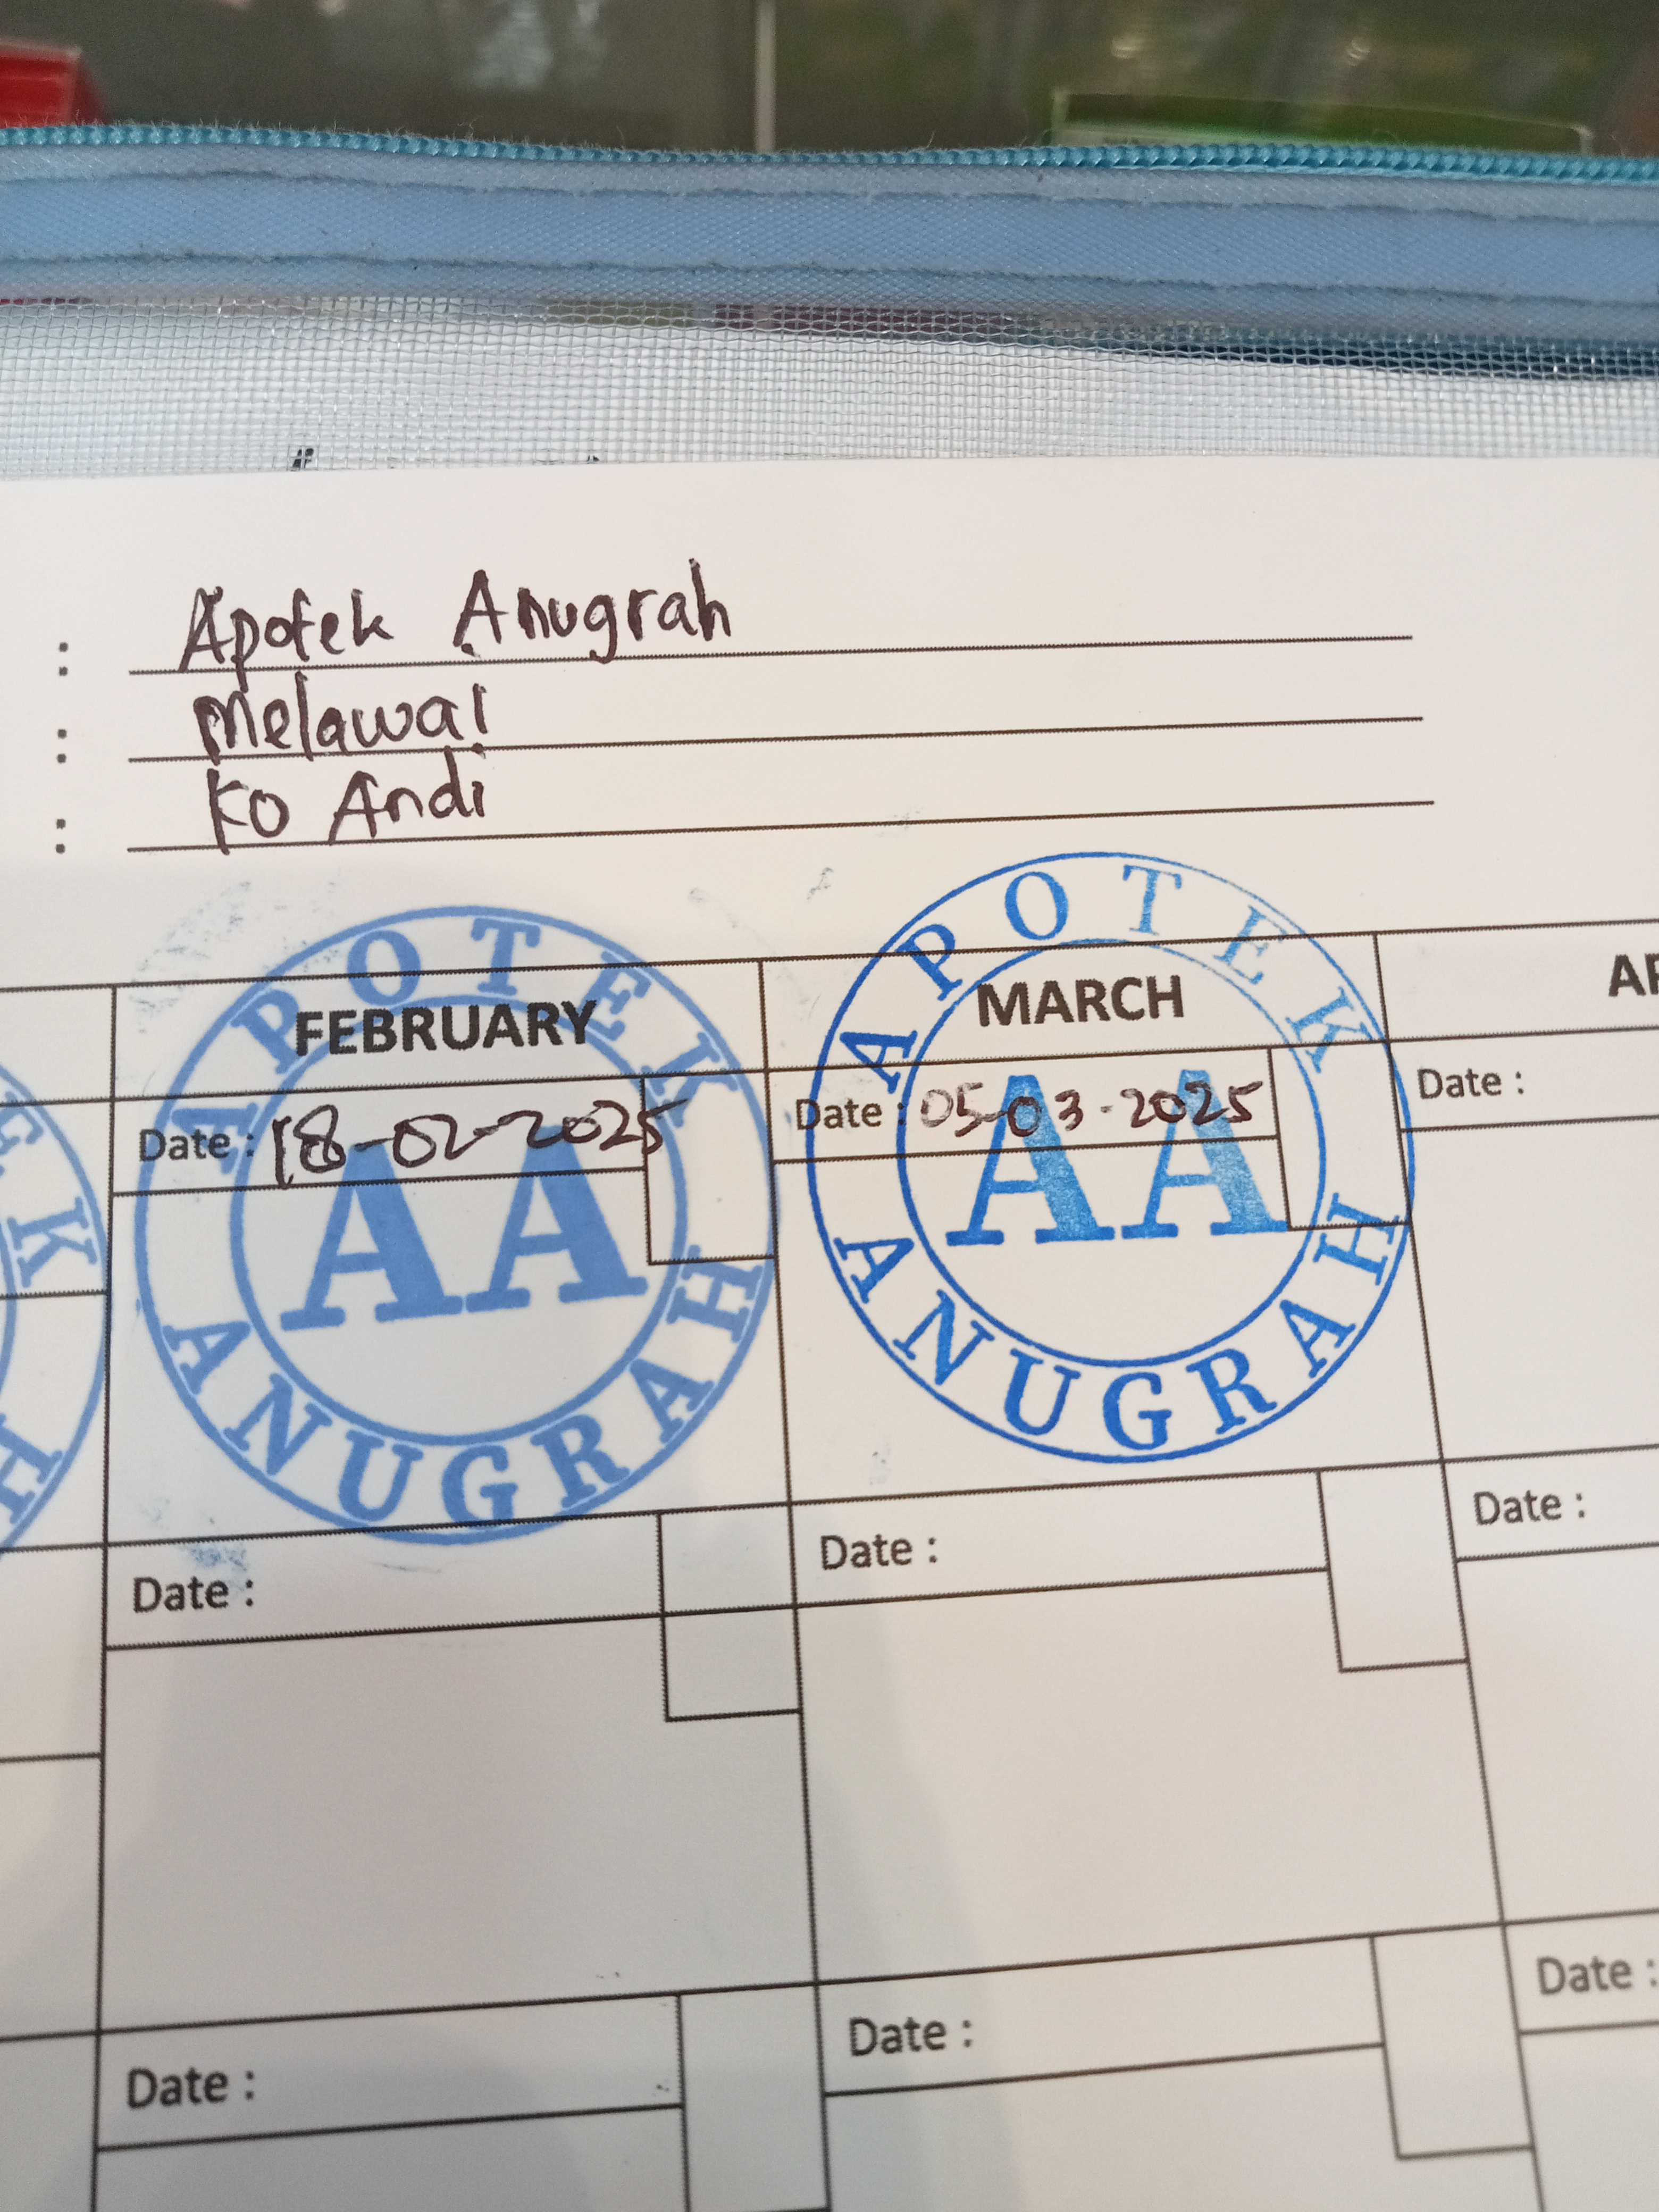 : Apotek Anugrah
: Melawai
: Ko Andi
FEBRUARY
MARCH
Date : 18-02-2025
Date : 05-03-2025
Date :
APOTEK
AA
ANUGRAH
APOTEK
AA
ANUGRAH
Date :
Date :
Date :
Date :
Date :
Date :